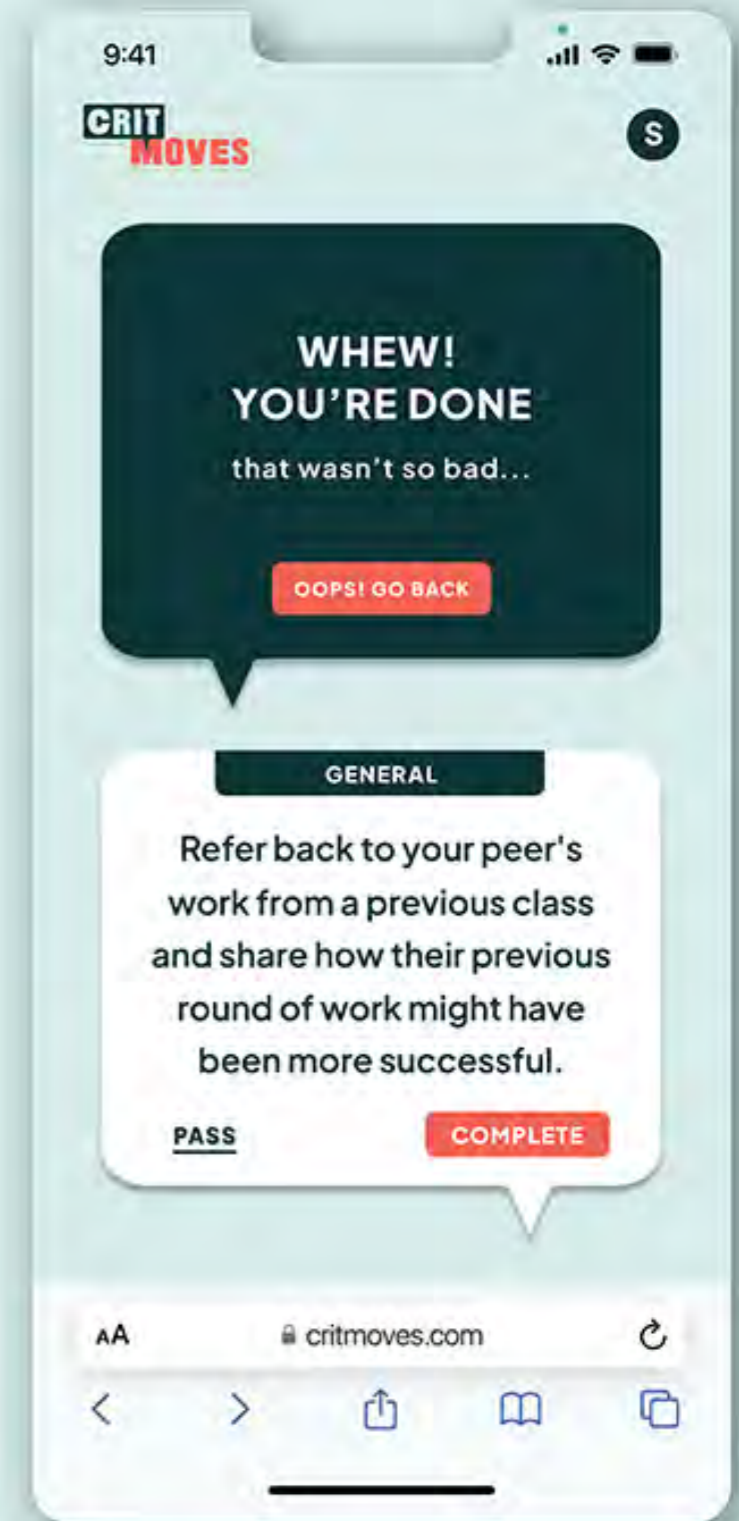 9:41
CRIT
MOVES
S
WHEW!
YOU'RE DONE
that wasn't so bad...
OOPS! GO BACK
GENERAL
Refer back to your peer's
work from a previous class
and share how their previous
round of work might have
been more successful.
PASS
COMPLETE
AA
critmoves.com